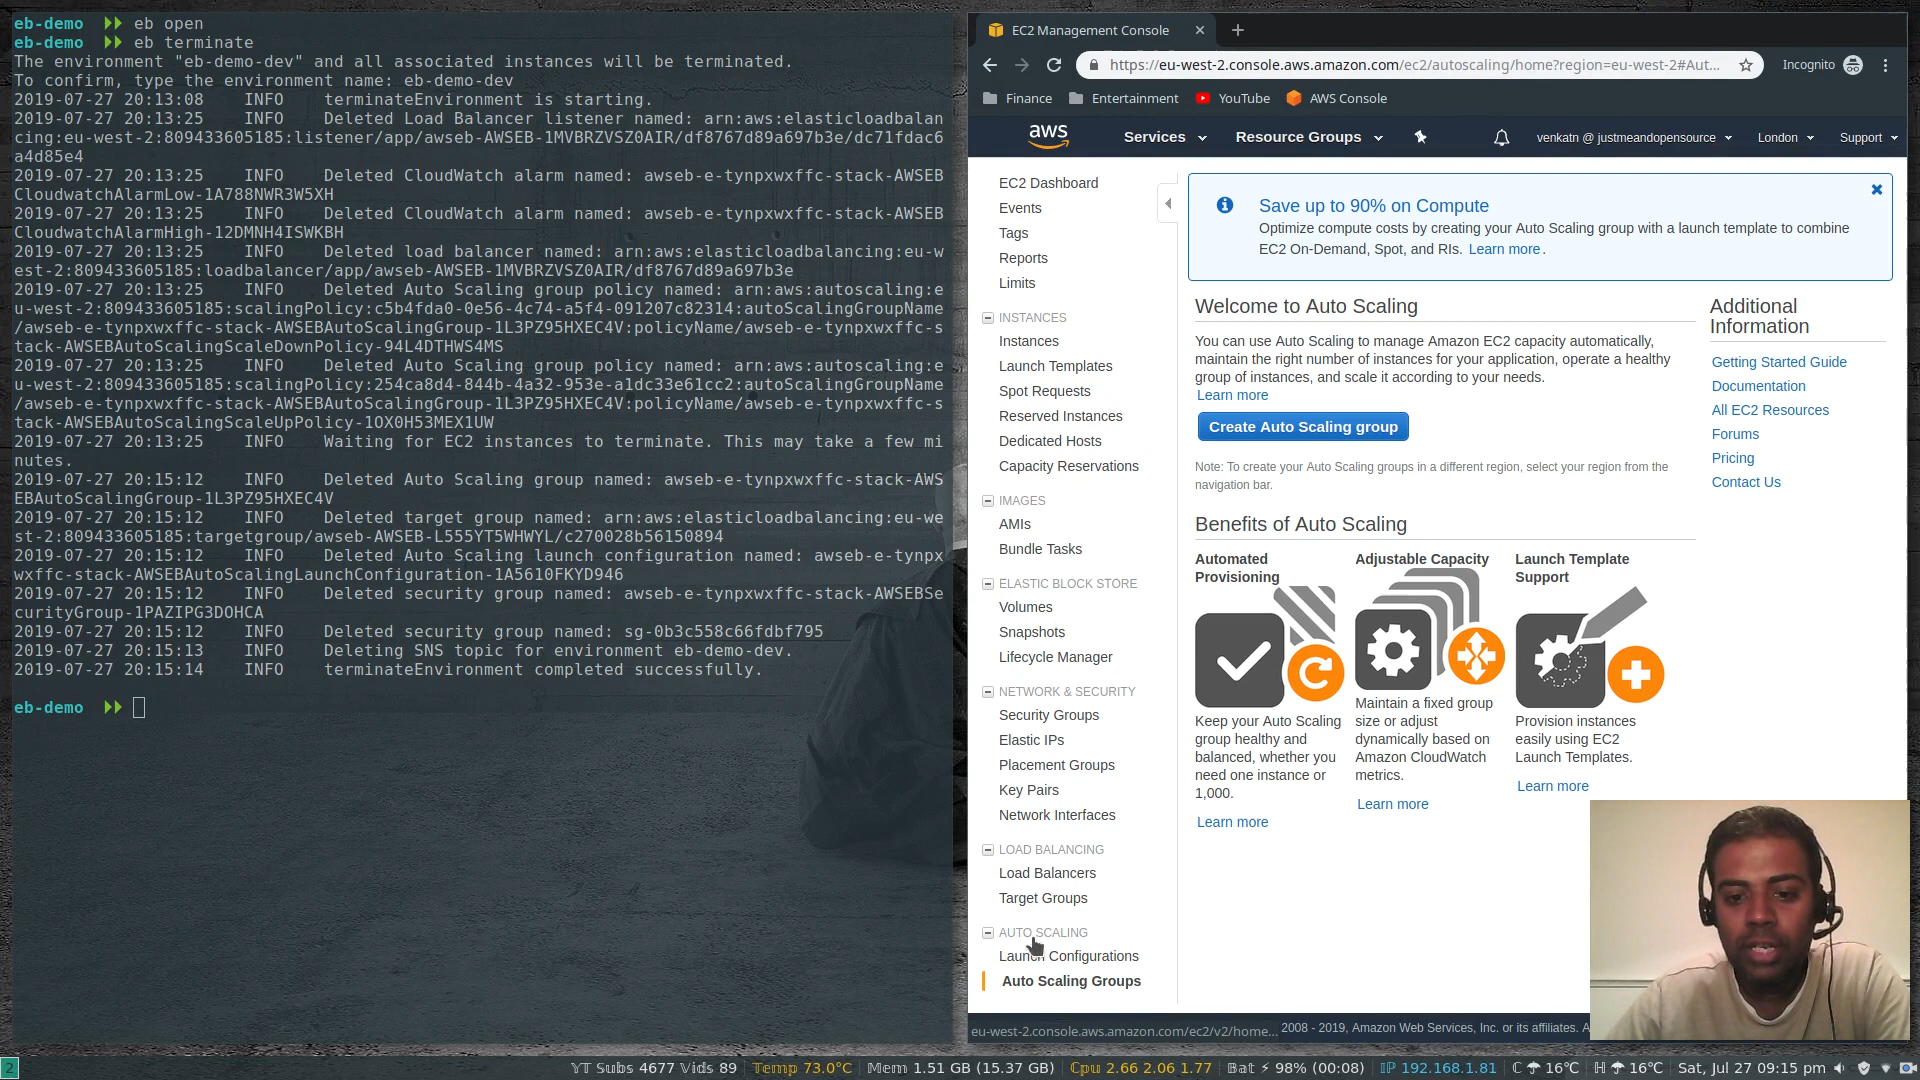 eb-demo eb open
eb-demo eb terminate
The environment "eb-demo-dev" and all associated instances will be terminated.
To confirm, type the environment name: eb-demo-dev
2019-07-27 20:13:08    INFO    terminateEnvironment is starting.
2019-07-27 20:13:25    INFO    Deleted Load Balancer listener named: arn:aws:elasticloadbalan
cing:eu-west-2:809433605185:listener/app/awseb-AWSEB-1MVBRZVSZ0AIR/df8767d89a697b3e/dc71fdac6
a4d85e4
2019-07-27 20:13:25    INFO    Deleted CloudWatch alarm named: awseb-e-tynpxwxffc-stack-AWSEB
CloudwatchAlarmLow-1A788NWR3W5XH
2019-07-27 20:13:25    INFO    Deleted CloudWatch alarm named: awseb-e-tynpxwxffc-stack-AWSEB
CloudwatchAlarmHigh-12DMNH4ISWKBH
2019-07-27 20:13:25    INFO    Deleted load balancer named: arn:aws:elasticloadbalancing:eu-w
est-2:809433605185:loadbalancer/app/awseb-AWSEB-1MVBRZVSZ0AIR/df8767d89a697b3e
2019-07-27 20:13:25    INFO    Deleted Auto Scaling group policy named: arn:aws:autoscaling:e
u-west-2:809433605185:scalingPolicy:c5b4fda0-0e56-4c74-a5f4-091207c82314:autoScalingGroupName
/awseb-e-tynpxwxffc-stack-AWSEBAutoScalingGroup-1L3PZ95HXEC4V:policyName/awseb-e-tynpxwxffc-s
tack-AWSEBAutoScalingScaleDownPolicy-94L4DTHWS4MS
2019-07-27 20:13:25    INFO    Deleted Auto Scaling group policy named: arn:aws:autoscaling:e
u-west-2:809433605185:scalingPolicy:254ca8d4-844b-4a32-953e-a1dc33e61cc2:autoScalingGroupName
/awseb-e-tynpxwxffc-stack-AWSEBAutoScalingGroup-1L3PZ95HXEC4V:policyName/awseb-e-tynpxwxffc-s
tack-AWSEBAutoScalingScaleUpPolicy-1OX0H53MEX1UW
2019-07-27 20:13:25    INFO    Waiting for EC2 instances to terminate. This may take a few mi
nutes.
2019-07-27 20:15:12    INFO    Deleted Auto Scaling group named: awseb-e-tynpxwxffc-stack-AWS
EBAutoScalingGroup-1L3PZ95HXEC4V
2019-07-27 20:15:12    INFO    Deleted target group named: arn:aws:elasticloadbalancing:eu-we
st-2:809433605185:targetgroup/awseb-AWSEB-L555YT5WHWYL/c270028b56150894
2019-07-27 20:15:12    INFO    Deleted Auto Scaling launch configuration named: awseb-e-tynpx
wxffc-stack-AWSEBAutoScalingLaunchConfiguration-1A5610FKYD946
2019-07-27 20:15:12    INFO    Deleted security group named: awseb-e-tynpxwxffc-stack-AWSEBSe
curityGroup-1PAZIPG3DOHCA
2019-07-27 20:15:12    INFO    Deleted security group named: sg-0b3c558c66fdbf795
2019-07-27 20:15:13    INFO    Deleting SNS topic for environment eb-demo-dev.
2019-07-27 20:15:14    INFO    terminateEnvironment completed successfully.
eb-demo
EC2 Management Console
https://eu-west-2.console.aws.amazon.com/ec2/autoscaling/home?region=eu-west-2#Aut... Incognito
Finance Entertainment YouTube AWS Console
aws Services Resource Groups venkatn @ justmeandopensource London Support
EC2 Dashboard
Events
Tags
Reports
Limits
INSTANCES
Instances
Launch Templates
Spot Requests
Reserved Instances
Dedicated Hosts
Capacity Reservations
IMAGES
AMIs
Bundle Tasks
ELASTIC BLOCK STORE
Volumes
Snapshots
Lifecycle Manager
NETWORK & SECURITY
Security Groups
Elastic IPs
Placement Groups
Key Pairs
Network Interfaces
LOAD BALANCING
Load Balancers
Target Groups
AUTO SCALING
Launch Configurations
Auto Scaling Groups
Save up to 90% on Compute
Optimize compute costs by creating your Auto Scaling group with a launch template to combine
EC2 On-Demand, Spot, and RIs. Learn more.
Welcome to Auto Scaling
You can use Auto Scaling to manage Amazon EC2 capacity automatically,
maintain the right number of instances for your application, operate a healthy
group of instances, and scale it according to your needs.
Learn more
Create Auto Scaling group
Note: To create your Auto Scaling groups in a different region, select your region from the
navigation bar.
Benefits of Auto Scaling
Automated
Provisioning
Keep your Auto Scaling
group healthy and
balanced, whether you
need one instance or
1,000.
Learn more
Adjustable Capacity
Maintain a fixed group
size or adjust
dynamically based on
Amazon CloudWatch
metrics.
Learn more
Launch Template
Support
Provision instances
easily using EC2
Launch Templates.
Learn more
Additional
Information
Getting Started Guide
Documentation
All EC2 Resources
Forums
Pricing
Contact Us
eu-west-2.console.aws.amazon.com/ec2/v2/home... 2008 - 2019, Amazon Web Services, Inc. or its affiliates. A
2 YT Subs 4677 Vids 89 Temp 73.0°C Mem 1.51 GB (15.37 GB) Cpu 2.66 2.06 1.77 Bat ⚡ 98% (00:08) IP 192.168.1.81 C ☂ 16°C H ☂ 16°C Sat, Jul 27 09:15 pm